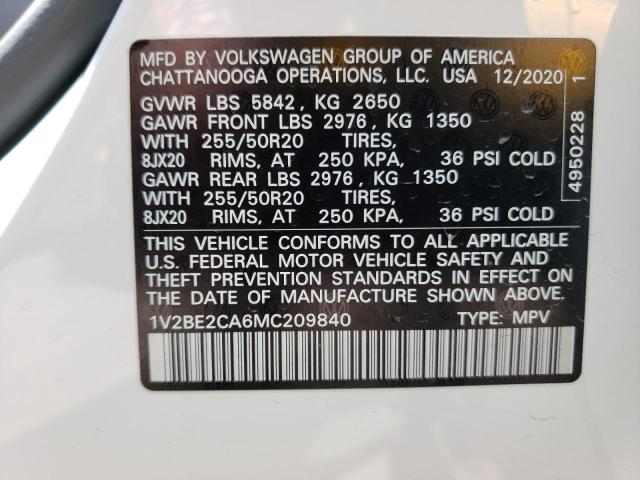 MFD BY VOLKSWAGEN GROUP OF AMERICA
CHATTANOOGA OPERATIONS, LLC. USA 12/2020
GVWR LBS 5842, KG 2650
GAWR FRONT LBS 2976, KG 1350
WITH 255/50R20 TIRES,
8JX20 RIMS, AT 250 KPA, 36 PSI COLD
GAWR REAR LBS 2976, KG 1350
WITH 255/50R20 TIRES,
8JX20 RIMS, AT 250 KPA, 36 PSI COLD
THIS VEHICLE CONFORMS TO ALL APPLICABLE
U.S. FEDERAL MOTOR VEHICLE SAFETY AND
THEFT PREVENTION STANDARDS IN EFFECT ON
THE DATE OF MANUFACTURE SHOWN ABOVE.
1V2BE2CA6MC209840 TYPE: MPV
4950228 1